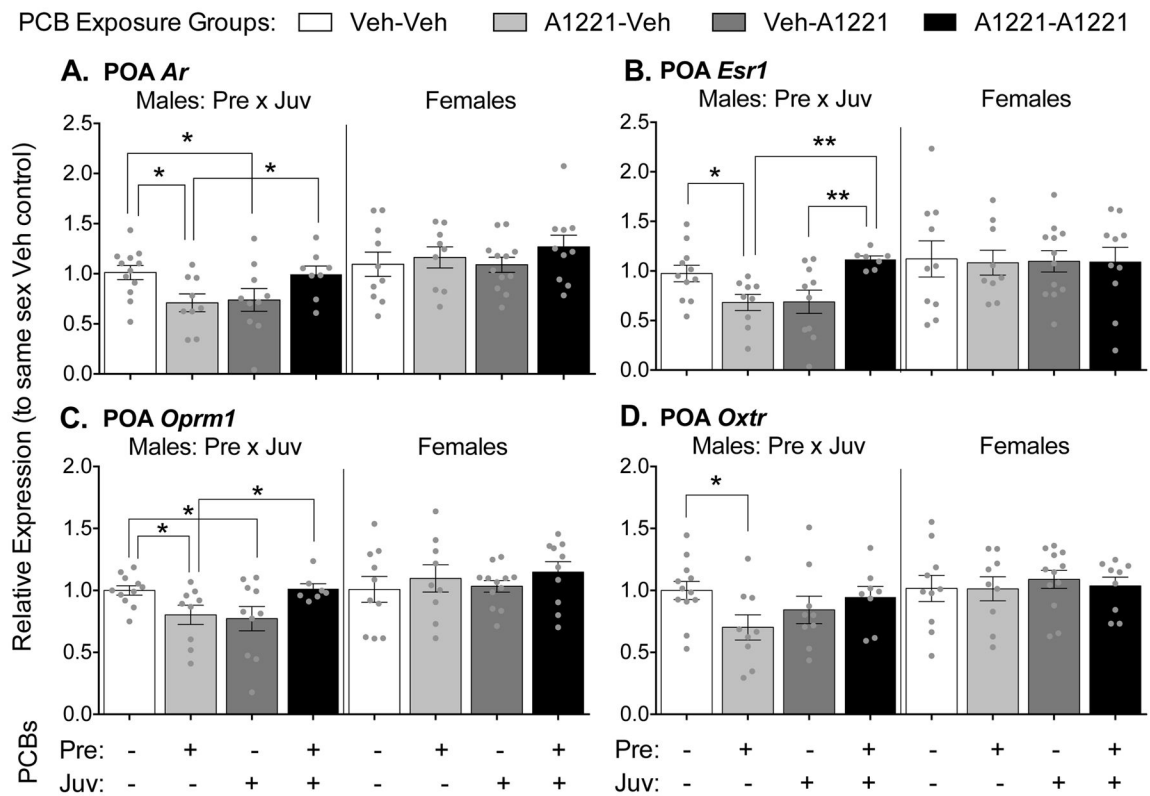 PCB Exposure Groups: Veh-Veh A1221-Veh Veh-A1221 A1221-A1221
A. POA Ar
Males: Pre x Juv Females
2.5
2.0
1.5
1.0
0.5
0.0
* * *
B. POA Esr1
Males: Pre x Juv Females
2.5
2.0
1.5
1.0
0.5
0.0
* ** **
C. POA Oprm1
Males: Pre x Juv Females
2.0
1.5
1.0
0.5
0.0
* * *
D. POA Oxtr
Males: Pre x Juv Females
2.0
1.5
1.0
0.5
0.0
*
Relative Expression (to same sex Veh control)
PCBs
Pre: - + - + - + - + - + - + - + - +
Juv: - - + + - - + + - - + + - - + +